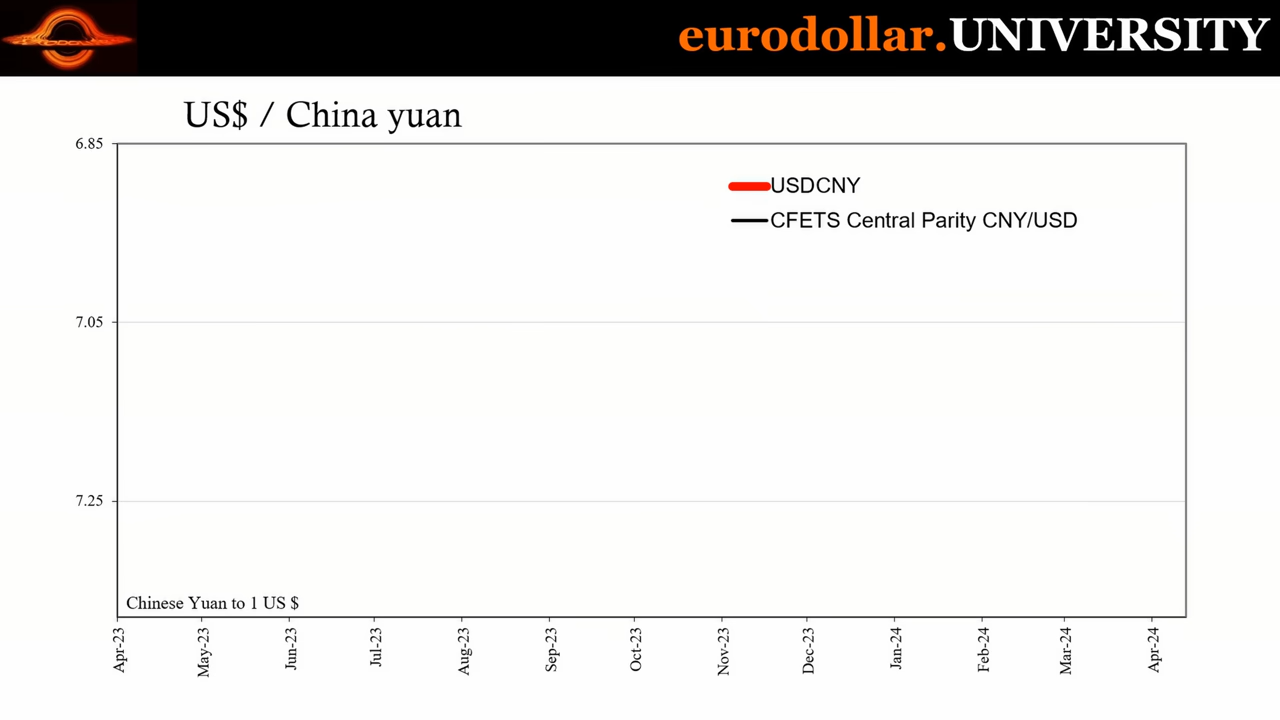 eurodollar.UNIVERSITY
US$ / China yuan
6.85
USDCNY
CFETS Central Parity CNY/USD
7.05
7.25
Chinese Yuan to 1 US $
Apr-23
May-23
Jun-23
Jul-23
Aug-23
Sep-23
Oct-23
Nov-23
Dec-23
Jan-24
Feb-24
Mar-24
Apr-24